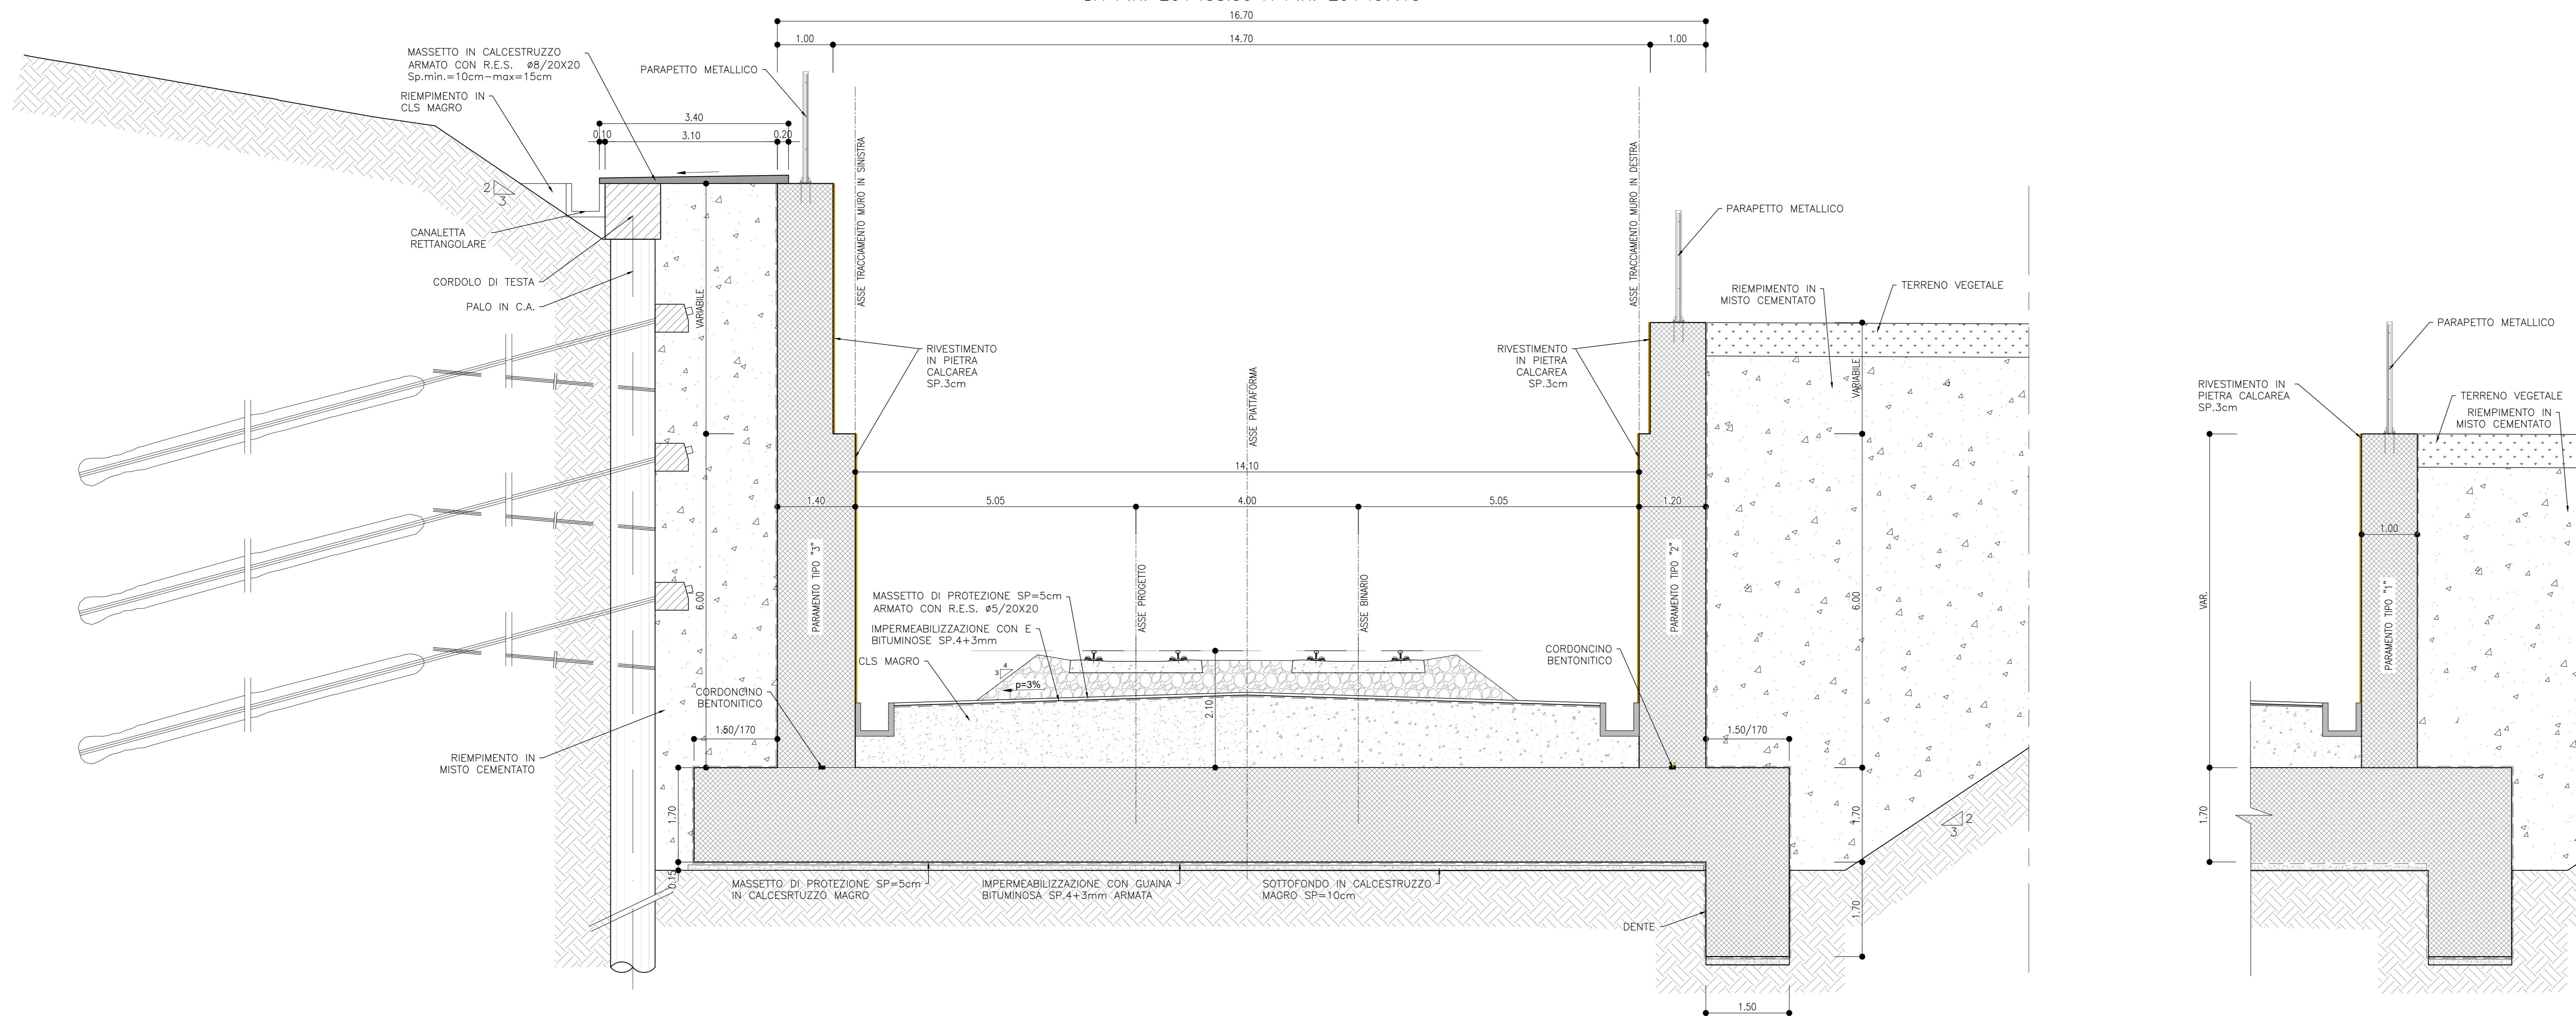 16.70
1.00
14.70
1.00
MASSETTO IN CALCESTRUZZO
ARMATO CON R.E.S. ø8/20X20
Sp.min.=10cm-max=15cm
PARAPETTO METALLICO
RIEMPIMENTO IN
CLS MAGRO
3.40
0.10
3.10
0.20
2
3
CANALETTA
RETTANGOLARE
CORDOLO DI TESTA
PALO IN C.A.
VARIABILE
ASSE TRACCIAMENTO MURO IN SINISTRA
ASSE TRACCIAMENTO MURO IN DESTRA
PARAPETTO METALLICO
RIEMPIMENTO IN
MISTO CEMENTATO
TERRENO VEGETALE
RIVESTIMENTO
IN PIETRA
CALCAREA
SP.3cm
RIVESTIMENTO
IN PIETRA
CALCAREA
SP.3cm
ASSE PIATTAFORMA
VARIABILE
14.10
1.40
5.05
4.00
5.05
1.20
PARAMENTO TIPO "3"
PARAMENTO TIPO "2"
ASSE PROGETTO
ASSE BINARIO
6.00
6.00
MASSETTO DI PROTEZIONE SP=5cm
ARMATO CON R.E.S. ø5/20X20
IMPERMEABILIZZAZIONE CON E
BITUMINOSE SP.4+3mm
CLS MAGRO
4
3
p=3%
2.10
CORDONCINO
BENTONITICO
CORDONCINO
BENTONITICO
1.50/170
1.50/170
RIEMPIMENTO IN
MISTO CEMENTATO
1.70
0.15
1.70
1.70
2
3
MASSETTO DI PROTEZIONE SP=5cm
IN CALCESRTUZZO MAGRO
IMPERMEABILIZZAZIONE CON GUAINA
BITUMINOSA SP.4+3mm ARMATA
SOTTOFONDO IN CALCESTRUZZO
MAGRO SP=10cm
DENTE
1.50
PARAPETTO METALLICO
RIVESTIMENTO IN
PIETRA CALCAREA
SP.3cm
TERRENO VEGETALE
RIEMPIMENTO IN
MISTO CEMENTATO
1.00
VAR.
PARAMENTO TIPO "1"
1.70